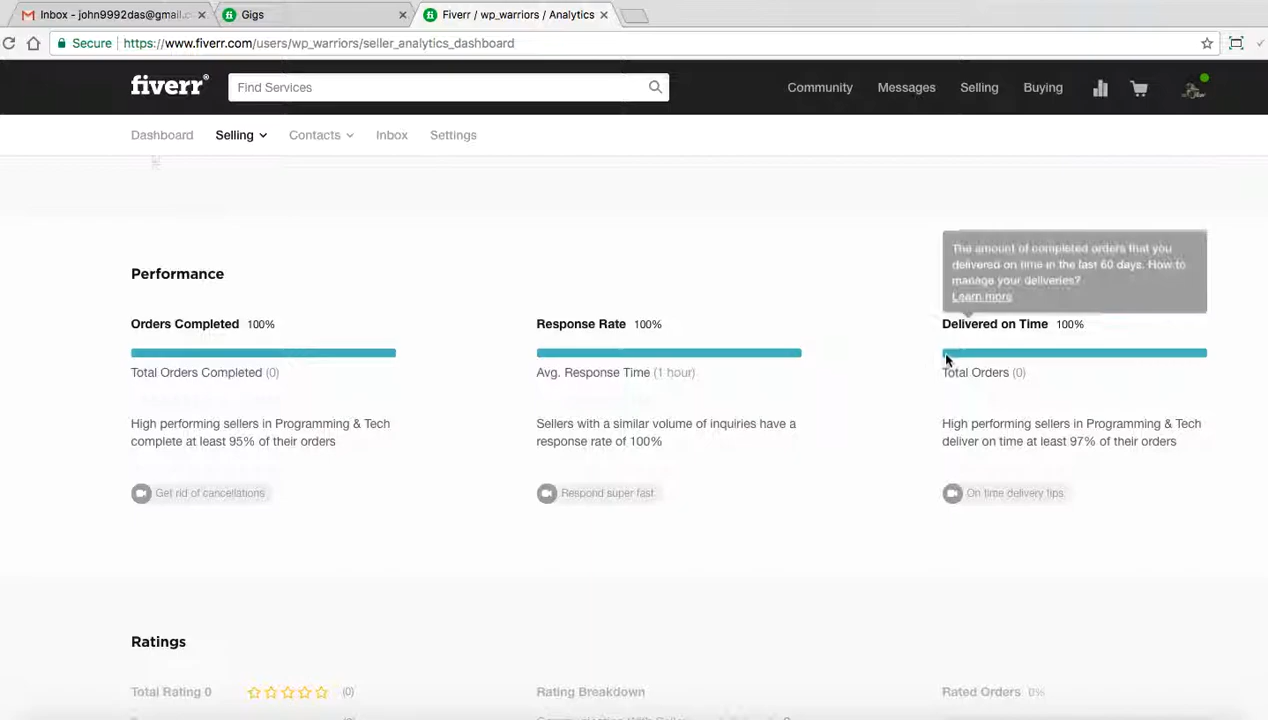 Inbox - john9992das@gmail.c
Gigs
Fiverr / wp_warriors / Analytics
Secure https://www.fiverr.com/users/wp_warriors/seller_analytics_dashboard
fiverr®
Find Services
Community Messages Selling Buying
Dashboard Selling Contacts Inbox Settings
The amount of completed orders that you
delivered on time in the last 60 days. How to
manage your deliveries?
Learn more
Performance
Orders Completed 100%
Total Orders Completed (0)
High performing sellers in Programming & Tech
complete at least 95% of their orders
Get rid of cancellations
Response Rate 100%
Avg. Response Time (1 hour)
Sellers with a similar volume of inquiries have a
response rate of 100%
Respond super fast
Delivered on Time 100%
Total Orders (0)
High performing sellers in Programming & Tech
deliver on time at least 97% of their orders
On time delivery tips
Ratings
Total Rating 0 (0)
Rating Breakdown
Rated Orders 0%